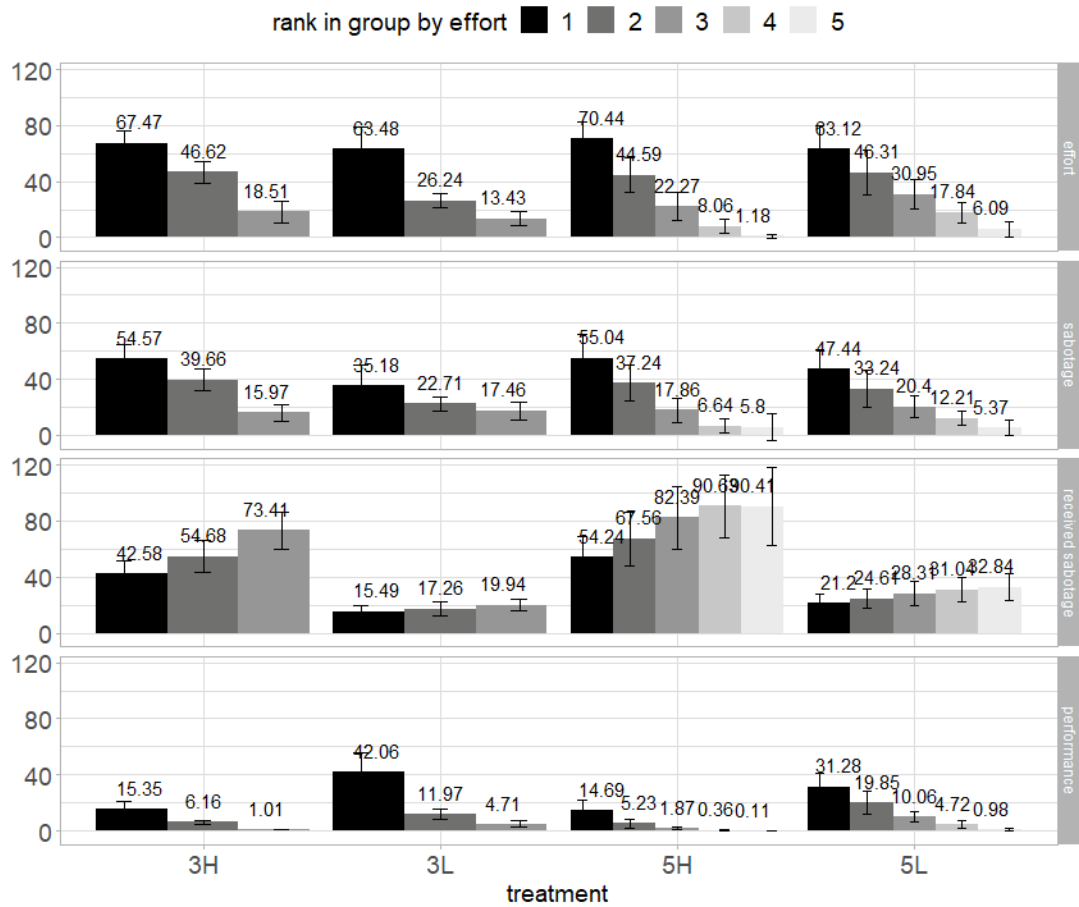 rank in group by effort 1 2 3 4 5
120
80
40
0
67.47 46.62 18.51 63.48 26.24 13.43 70.44 44.59 22.27 8.06 1.18 63.12 46.31 30.95 17.84 6.09
effort
120
80
40
0
54.57 39.66 15.97 35.18 22.71 17.46 55.04 37.24 17.86 6.64 5.8 47.44 33.24 20.4 12.21 5.37
sabotage
120
80
40
0
42.58 54.68 73.41 15.49 17.26 19.94 54.24 67.56 82.39 90.63 90.41 21.2 24.61 28.31 31.04 32.84
received sabotage
120
80
40
0
15.35 6.16 1.01 42.06 11.97 4.71 14.69 5.23 1.87 0.36 0.11 31.28 19.85 10.06 4.72 0.98
performance
3H 3L 5H 5L
treatment